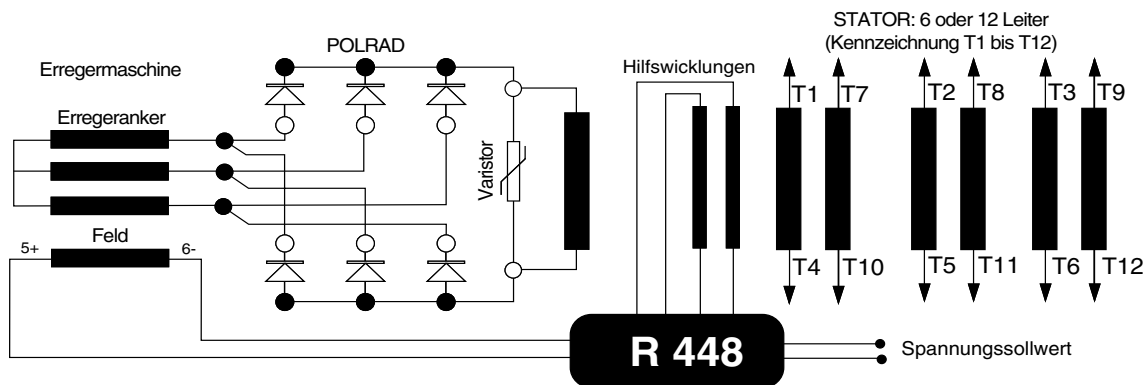 STATOR: 6 oder 12 Leiter
(Kennzeichnung T1 bis T12)
POLRAD
Erregermaschine
Hilfswicklungen
Erregeranker
T1 T7 T2 T8 T3 T9
Varistor
Feld
5+ 6-
T4 T10 T5 T11 T6 T12
R 448
Spannungssollwert